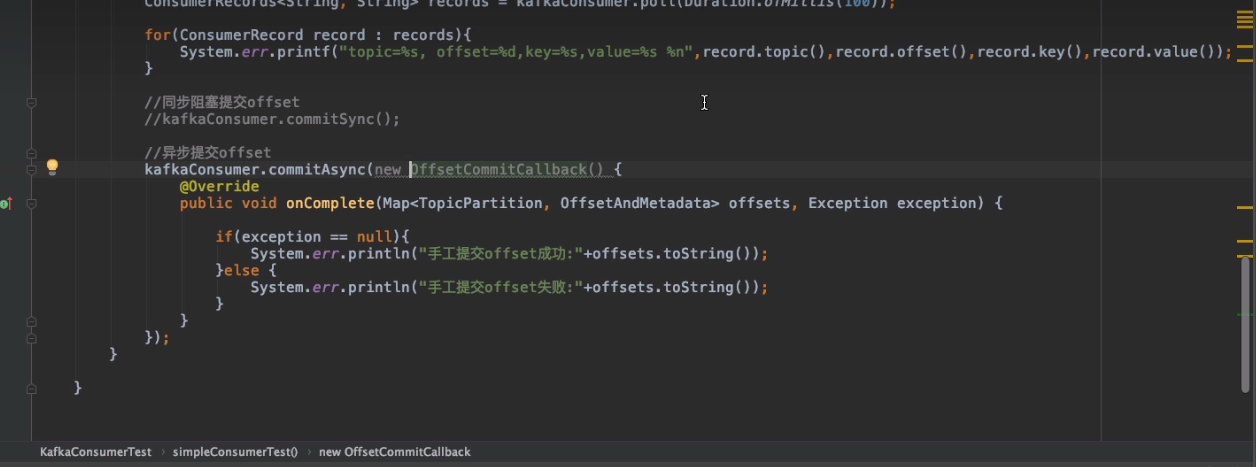 ConsumerRecords<String, String> records = kafkaConsumer.poll(Duration.ofMillis(100));
for(ConsumerRecord record : records){
System.err.printf("topic=%s, offset=%d,key=%s,value=%s %n",record.topic(),record.offset(),record.key(),record.value());
}
//同步阻塞提交offset
//kafkaConsumer.commitSync();
//异步提交offset
kafkaConsumer.commitAsync(new OffsetCommitCallback() {
@Override
public void onComplete(Map<TopicPartition, OffsetAndMetadata> offsets, Exception exception) {
if(exception == null){
System.err.println("手工提交offset成功:"+offsets.toString());
}else {
System.err.println("手工提交offset失败:"+offsets.toString());
}
}
});
}
}
KafkaConsumerTest › simpleConsumerTest() › new OffsetCommitCallback